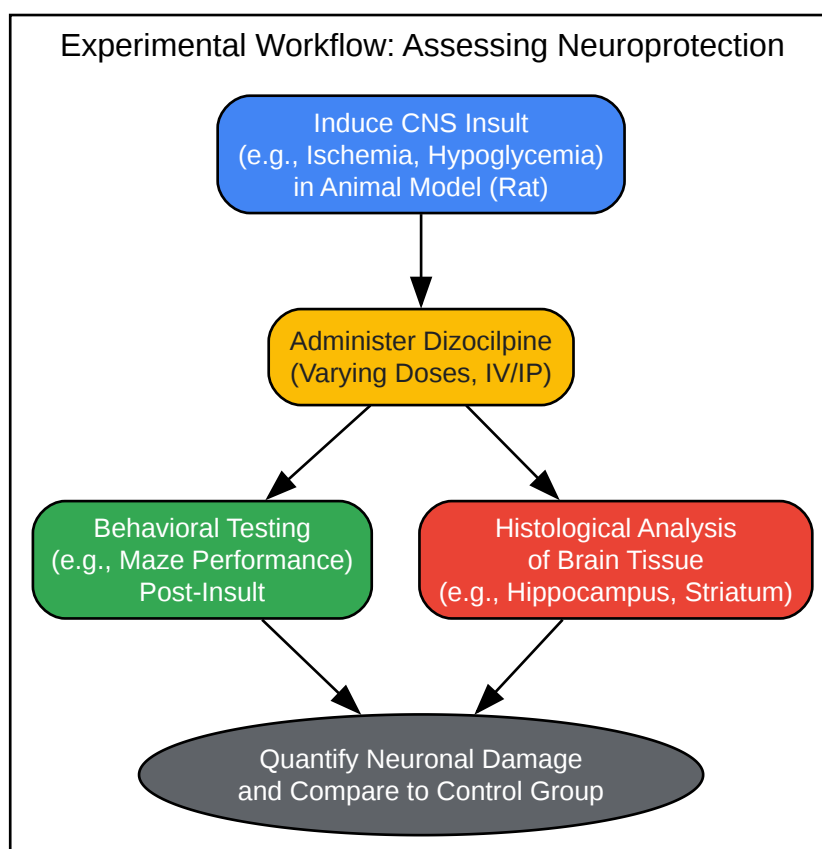 Experimental Workflow: Assessing Neuroprotection
Induce CNS Insult
(e.g., Ischemia, Hypoglycemia)
in Animal Model (Rat)
Administer Dizocilpine
(Varying Doses, IV/IP)
Behavioral Testing
(e.g., Maze Performance)
Post-Insult
Histological Analysis
of Brain Tissue
(e.g., Hippocampus, Striatum)
Quantify Neuronal Damage
and Compare to Control Group